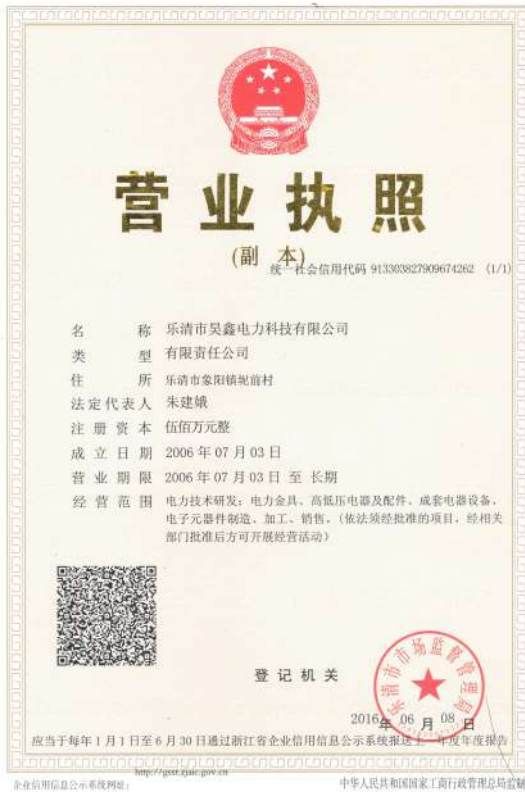 营业执照
(副 本)
统一社会信用代码 913303827909674262 (1/1)
名 称 乐清市昊鑫电力科技有限公司
类 型 有限责任公司
住 所 乐清市象阳镇妮前村
法定代表人 朱建娥
注册资本 伍佰万元整
成立日期 2006年07月03日
营业期限 2006年07月03日 至 长期
经营范围 电力技术研发；电力金具、高低压电器及配件、成套电器设备、
电子元器件制造、加工、销售。(依法须经批准的项目，经相关
部门批准后方可开展经营活动)
登记机关
乐清市市场监督管理局
2016年 06月 08日
应当于每年1月1日至6月30日通过浙江省企业信用信息公示系统报送上一年度年度报告
http://gsxt.zjaic.gov.cn
企业信用信息公示系统网址：
中华人民共和国国家工商行政管理总局监制